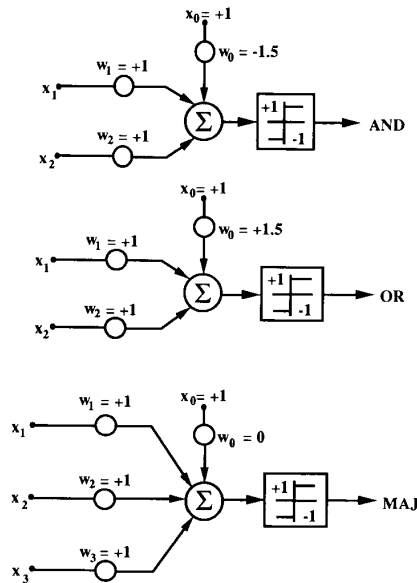 x₀= +1
w₁ = +1
w₀ = -1.5
x₁
Σ
+1
-1
AND
w₂ = +1
x₂
x₀= +1
w₁ = +1
w₀ = +1.5
x₁
Σ
+1
-1
OR
w₂ = +1
x₂
w₁ = +1
x₀= +1
x₁
w₀ = 0
w₂ = +1
x₂
Σ
+1
-1
MAJ
w₃ = +1
x₃